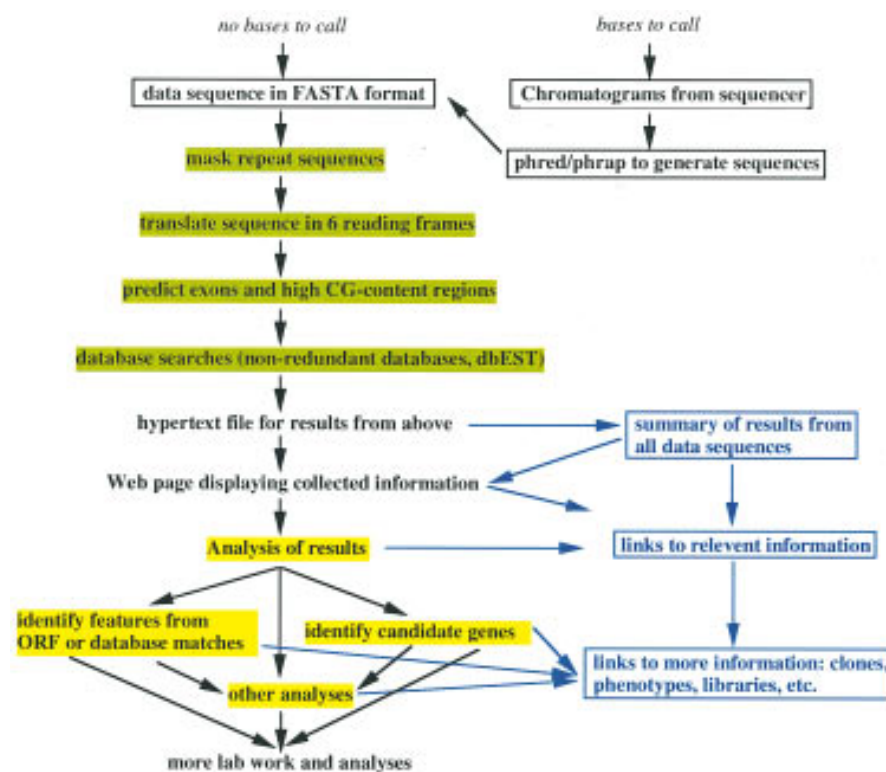 no bases to call
bases to call
data sequence in FASTA format
Chromatograms from sequencer
mask repeat sequences
phred/phrap to generate sequences
translate sequence in 6 reading frames
predict exons and high CG-content regions
database searches (non-redundant databases, dbEST)
hypertext file for results from above
summary of results from
all data sequences
Web page displaying collected information
Analysis of results
links to relevent information
identify features from
ORF or database matches
identify candidate genes
links to more information: clones,
phenotypes, libraries, etc.
other analyses
more lab work and analyses